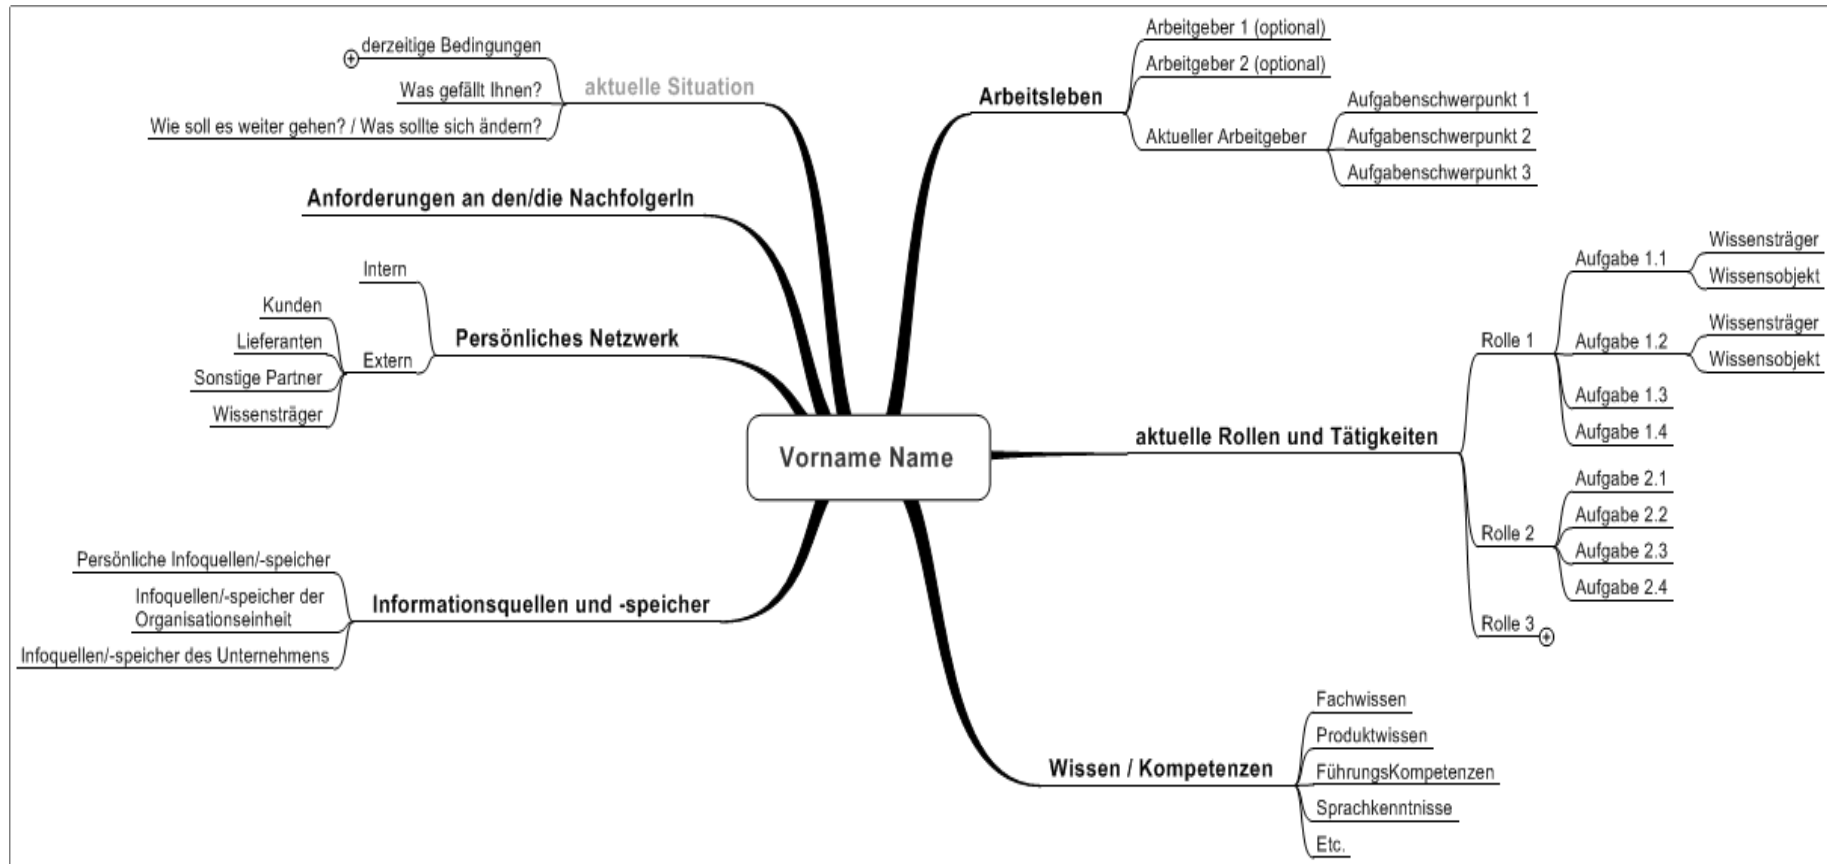 derzeitige Bedingungen
Was gefällt Ihnen?
Wie soll es weiter gehen? / Was sollte sich ändern?
aktuelle Situation
Anforderungen an den/die NachfolgerIn
Intern
Kunden
Lieferanten
Sonstige Partner
Wissensträger
Extern
Persönliches Netzwerk
Persönliche Infoquellen/-speicher
Infoquellen/-speicher der
Organisationseinheit
Infoquellen/-speicher des Unternehmens
Informationsquellen und -speicher
Vorname Name
Arbeitsleben
Arbeitgeber 1 (optional)
Arbeitgeber 2 (optional)
Aktueller Arbeitgeber
Aufgabenschwerpunkt 1
Aufgabenschwerpunkt 2
Aufgabenschwerpunkt 3
aktuelle Rollen und Tätigkeiten
Rolle 1
Aufgabe 1.1
Wissensträger
Wissensobjekt
Aufgabe 1.2
Wissensträger
Wissensobjekt
Aufgabe 1.3
Aufgabe 1.4
Rolle 2
Aufgabe 2.1
Aufgabe 2.2
Aufgabe 2.3
Aufgabe 2.4
Rolle 3
Wissen / Kompetenzen
Fachwissen
Produktwissen
FührungsKompetenzen
Sprachkenntnisse
Etc.